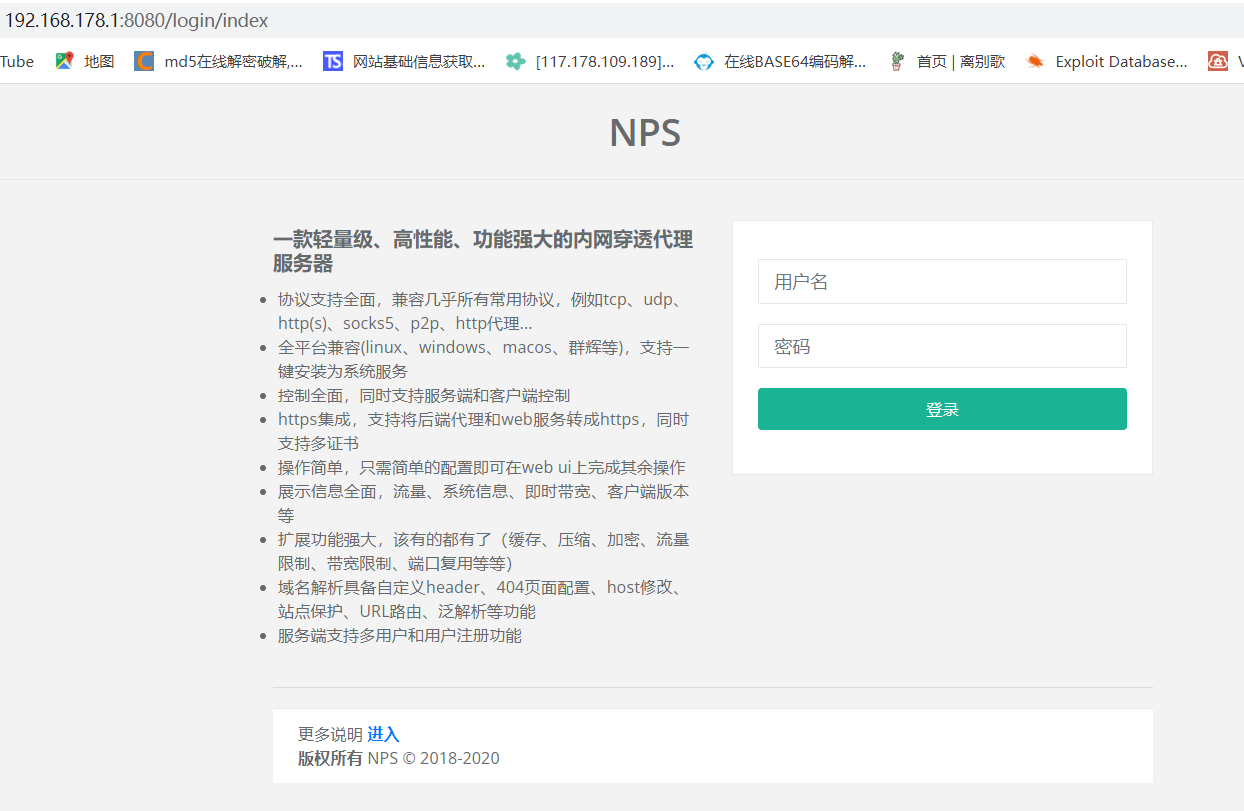 192.168.178.1:8080/login/index
Tube 地图 md5在线解密破解,... 网站基础信息获取... [117.178.109.189]... 在线BASE64编码解... 首页 | 离别歌 Exploit Database... V
NPS
一款轻量级、高性能、功能强大的内网穿透代理
服务器
协议支持全面，兼容几乎所有常用协议，例如tcp、udp、
http(s)、socks5、p2p、http代理...
全平台兼容(linux、windows、macos、群辉等)，支持一
键安装为系统服务
控制全面，同时支持服务端和客户端控制
https集成，支持将后端代理和web服务转成https，同时
支持多证书
操作简单，只需简单的配置即可在web ui上完成其余操作
展示信息全面，流量、系统信息、即时带宽、客户端版本
等
扩展功能强大，该有的都有了（缓存、压缩、加密、流量
限制、带宽限制、端口复用等等）
域名解析具备自定义header、404页面配置、host修改、
站点保护、URL路由、泛解析等功能
服务端支持多用户和用户注册功能
用户名
密码
登录
更多说明 进入
版权所有 NPS © 2018-2020